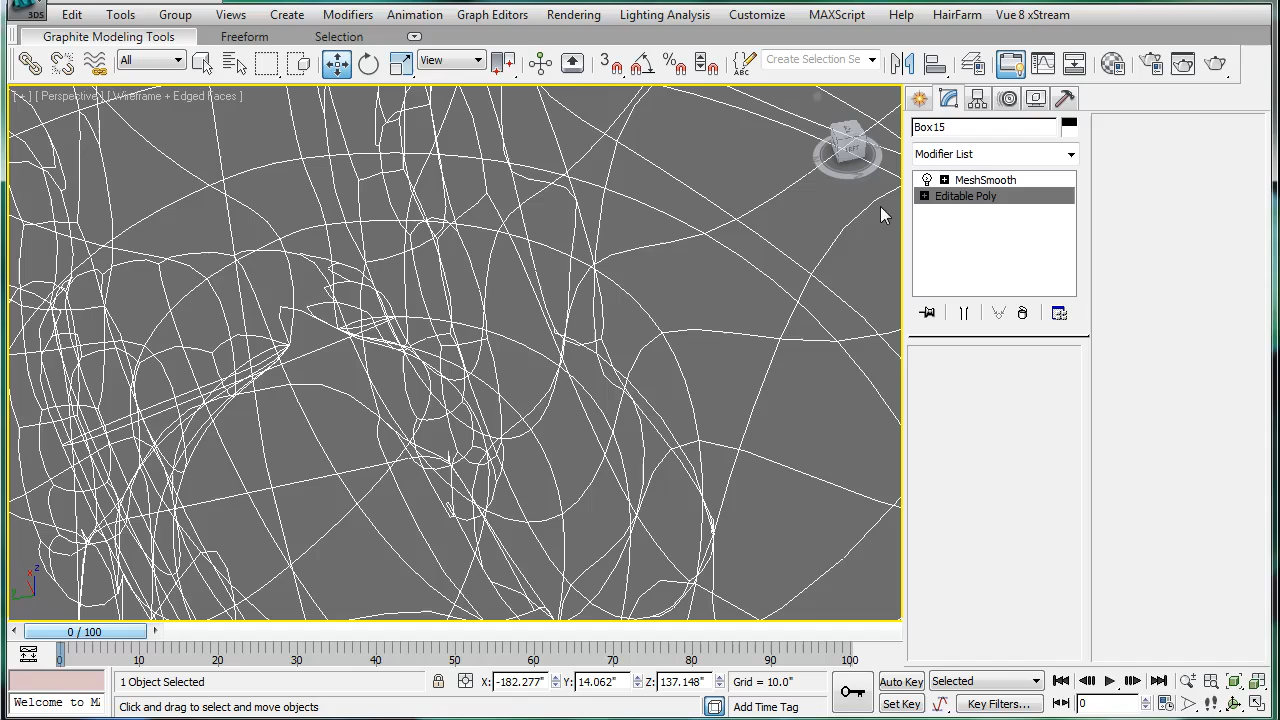 3DS Edit Tools Group Views Create Modifiers Animation Graph Editors Rendering Lighting Analysis Customize MAXScript Help HairFarm Vue 8 xStream
Graphite Modeling Tools Freeform Selection
All View 3 % ABC Create Selection Se
[ + ] [ Perspective ] [ Wireframe + Edged Faces ]
LEFT
Box15
Modifier List
MeshSmooth
Editable Poly
z
x
y
0 / 100
0 10 20 30 40 50 60 70 80 90 100
1 Object Selected X: -182.277" Y: 14.062" Z: 137.148" Grid = 10.0" Auto Key Selected
Welcome to M Click and drag to select and move objects Add Time Tag Set Key Key Filters... 0